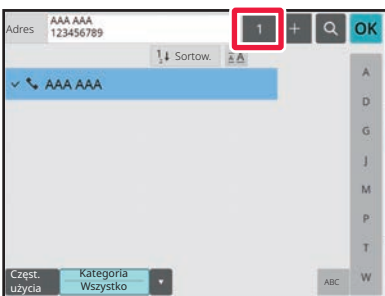 Adres
AAA AAA
123456789
1 + OK
Sortow.
AAA AAA
A
D
G
J
M
P
T
W
Częst.
użycia
Kategoria
Wszystko
ABC